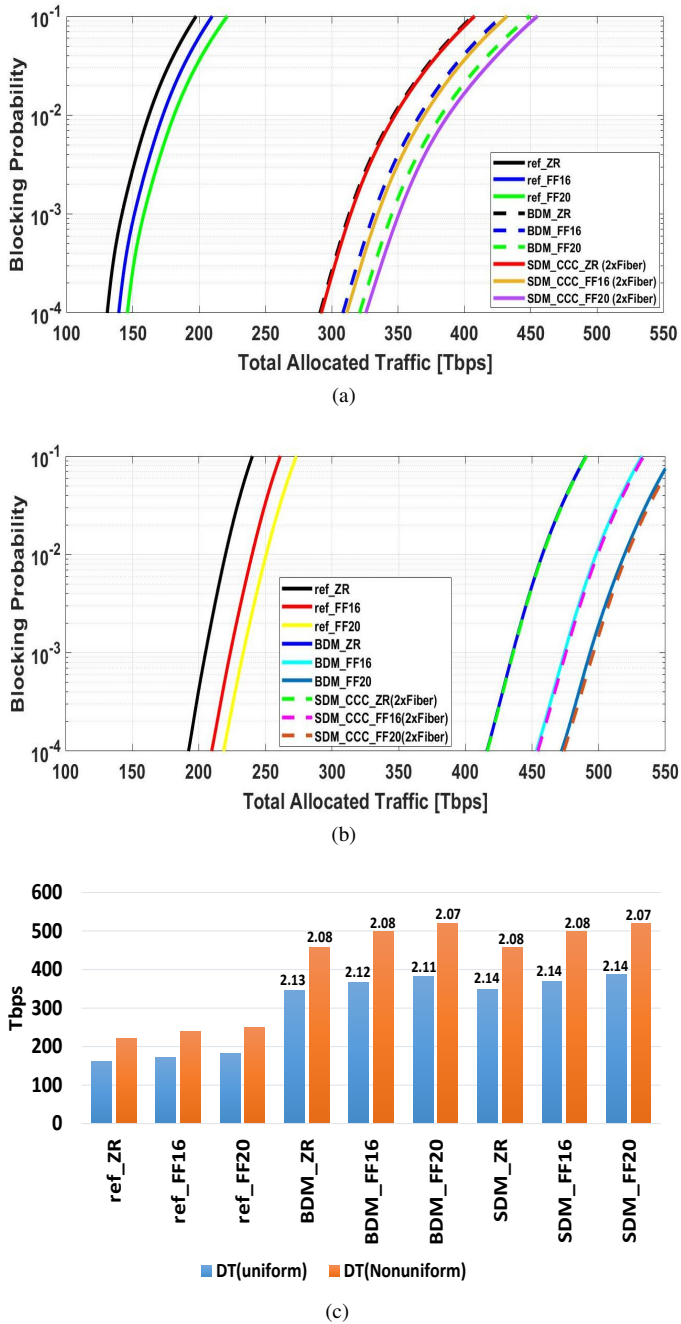 10^-1
10^-2
10^-3
10^-4
Blocking Probability
ref_ZR
ref_FF16
ref_FF20
BDM_ZR
BDM_FF16
BDM_FF20
SDM_CCC_ZR (2xFiber)
SDM_CCC_FF16 (2xFiber)
SDM_CCC_FF20 (2xFiber)
100 150 200 250 300 350 400 450 500 550
Total Allocated Traffic [Tbps]
(a)
10^-1
10^-2
10^-3
10^-4
Blocking Probability
ref_ZR
ref_FF16
ref_FF20
BDM_ZR
BDM_FF16
BDM_FF20
SDM_CCC_ZR(2xFiber)
SDM_CCC_FF16(2xFiber)
SDM_CCC_FF20(2xFiber)
100 150 200 250 300 350 400 450 500 550
Total Allocated Traffic [Tbps]
(b)
600
500
400
300
200
100
0
Tbps
2.13 2.08 2.12 2.08 2.11 2.07 2.14 2.08 2.14 2.08 2.14 2.07
ref_ZR
ref_FF16
ref_FF20
BDM_ZR
BDM_FF16
BDM_FF20
SDM_ZR
SDM_FF16
SDM_FF20
DT(uniform) DT(Nonuniform)
(c)